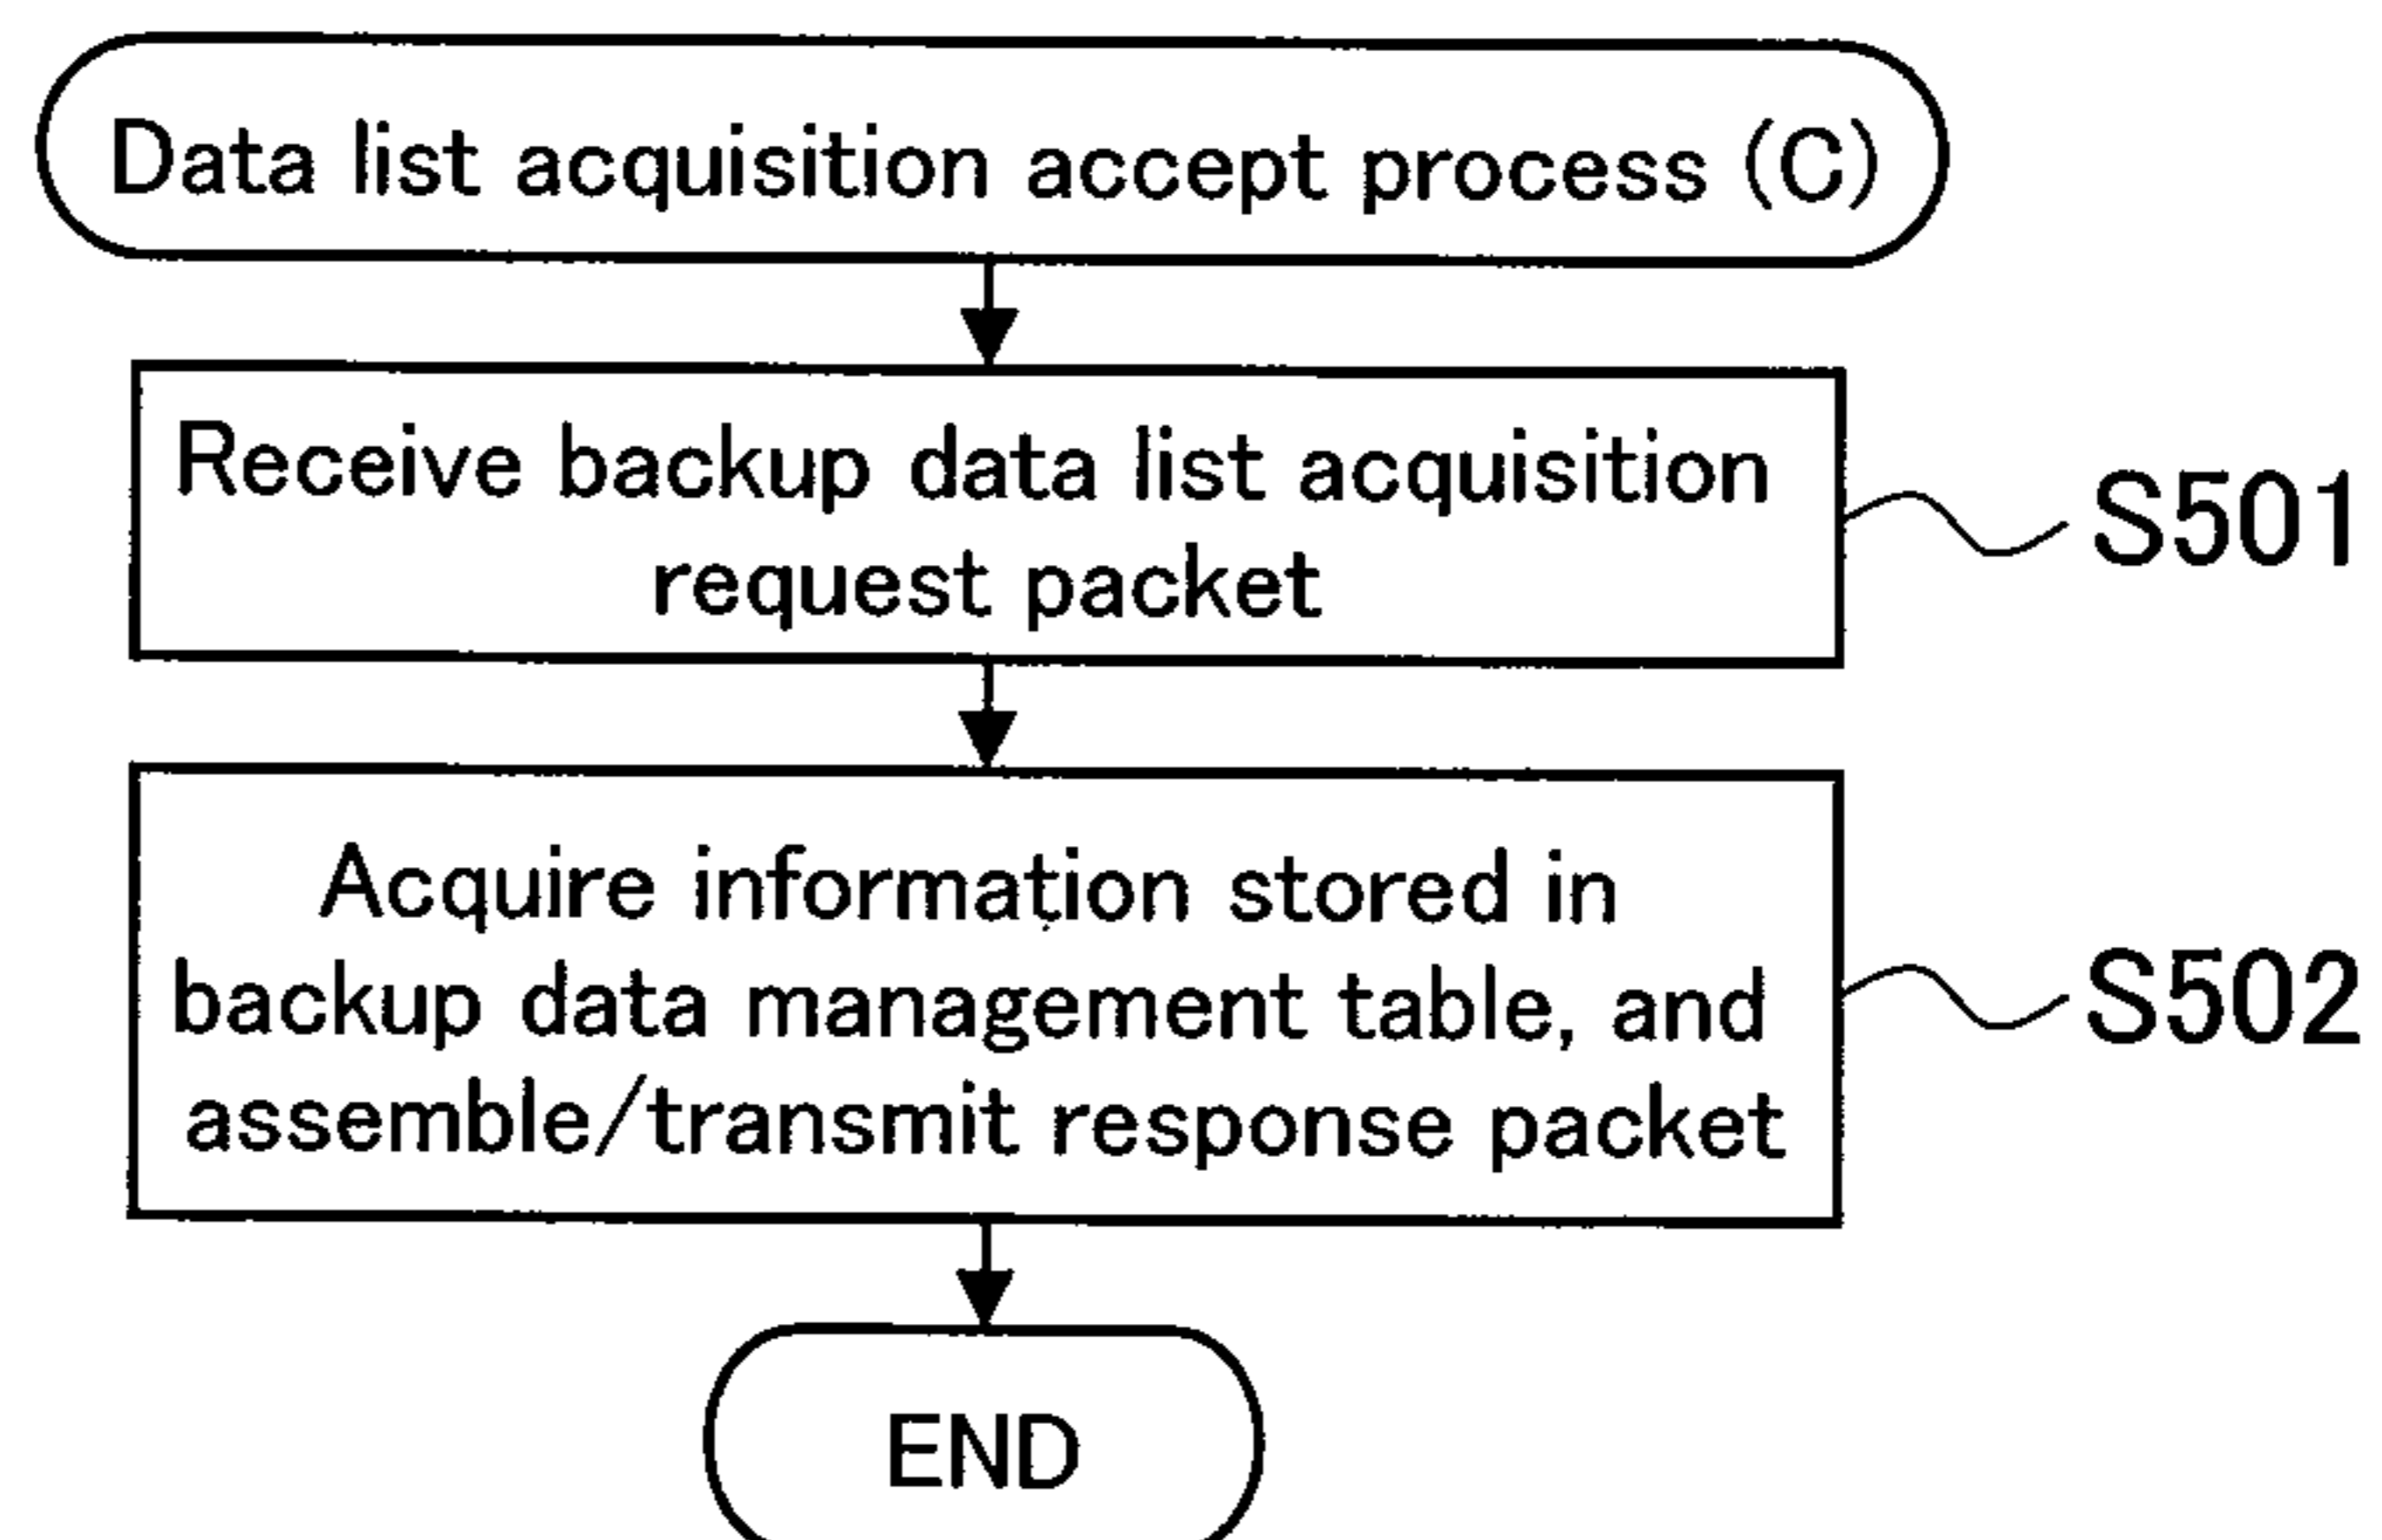 Data list acquisition accept process (C)
Receive backup data list acquisition
request packet
S501
Acquire information stored in
backup data management table, and
assemble/transmit response packet
S502
END